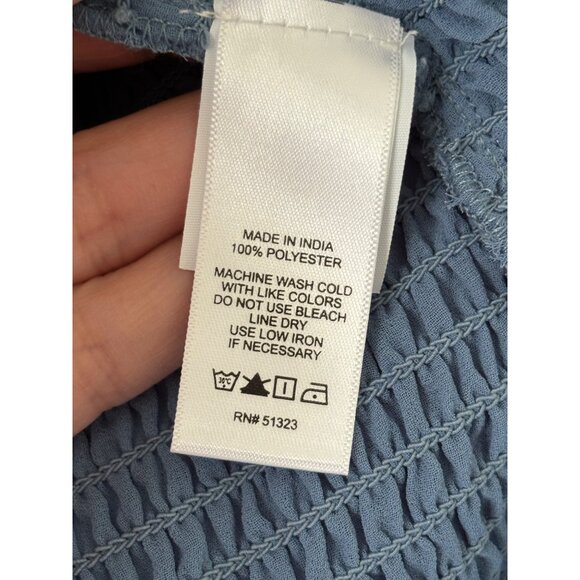 MADE IN INDIA
100% POLYESTER
MACHINE WASH COLD
WITH LIKE COLORS
DO NOT USE BLEACH
LINE DRY
USE LOW IRON
IF NECESSARY
30°C
RN# 51323